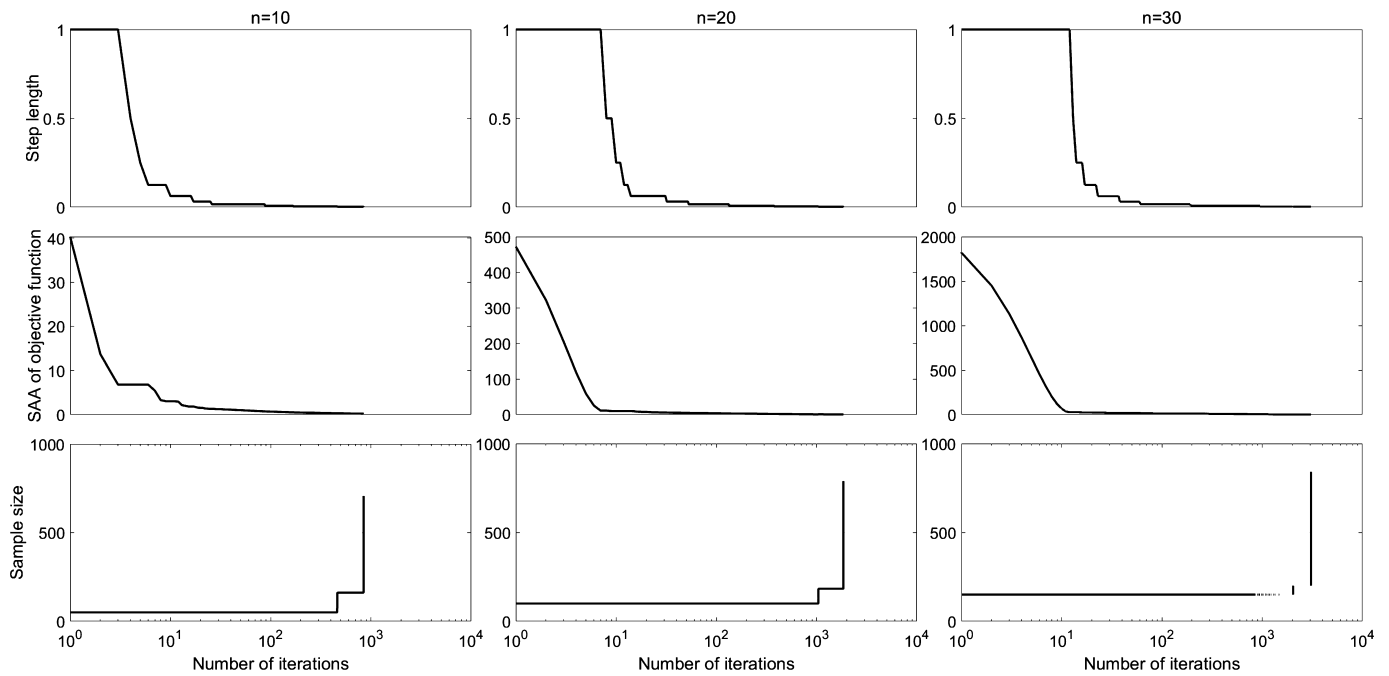 n=10
n=20
n=30
Step length
1
0.5
0
1
0.5
0
1
0.5
0
SAA of objective function
40
30
20
10
0
500
400
300
200
100
0
2000
1500
1000
500
0
Sample size
1000
500
0
1000
500
0
1000
500
0
10^0 10^1 10^2 10^3 10^4
10^0 10^1 10^2 10^3 10^4
10^0 10^1 10^2 10^3 10^4
Number of iterations
Number of iterations
Number of iterations